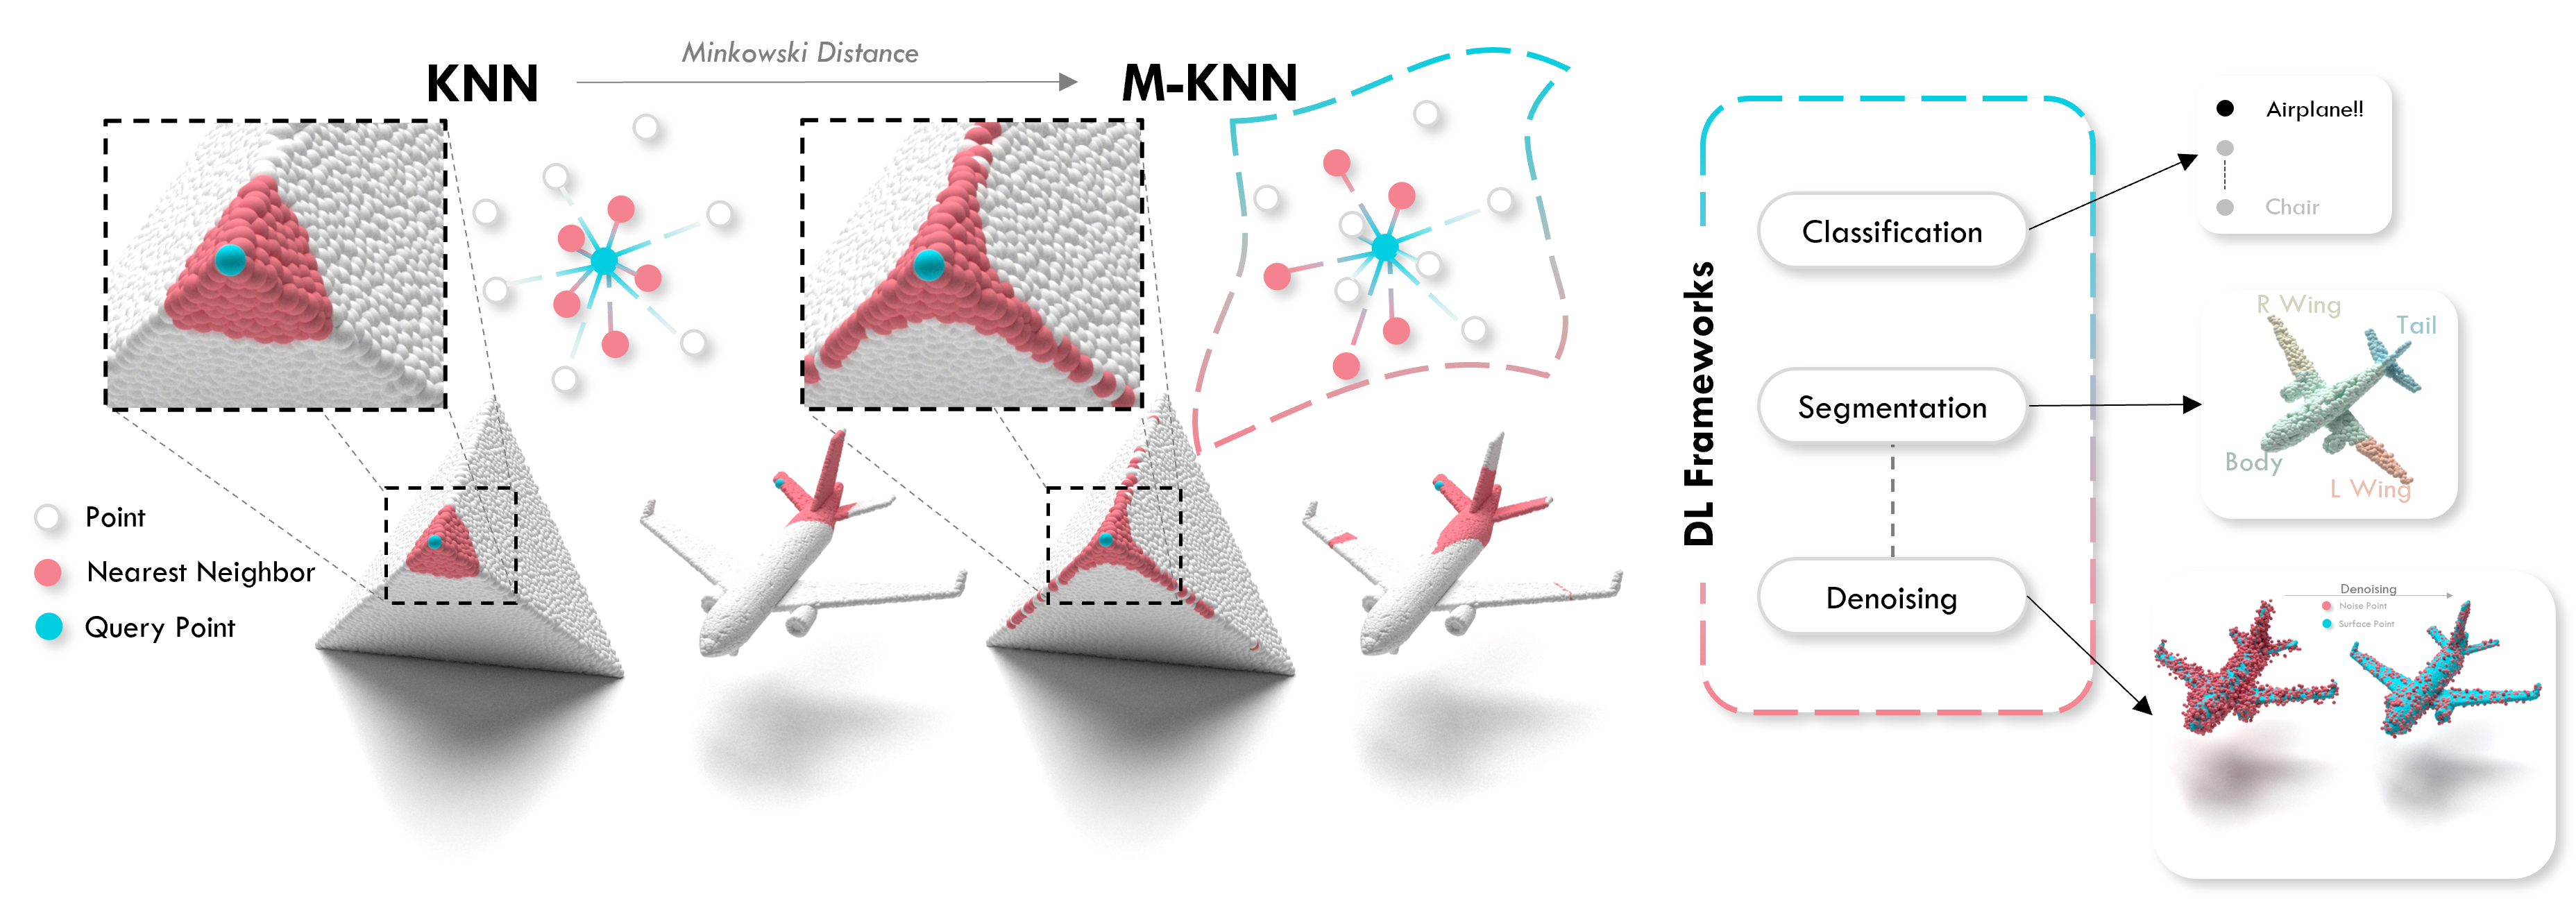 KNN
Minkowski Distance
M-KNN
Point
Nearest Neighbor
Query Point
DL Frameworks
Classification
Segmentation
Denoising
Airplane!!
Chair
R Wing
Tail
Body
L Wing
Denoising
Noise Point
Surface Point